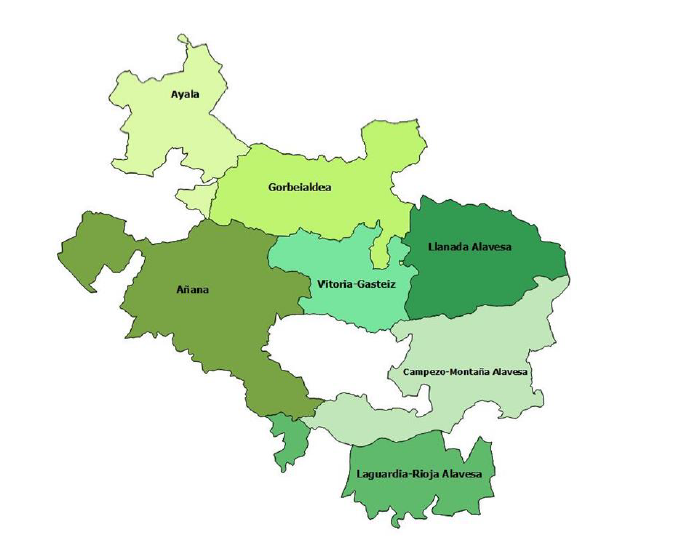 Ayala
Gorbeialdea
Llanada Alavesa
Vitoria-Gasteiz
Añana
Campezo-Montaña Alavesa
Laguardia-Rioja Alavesa